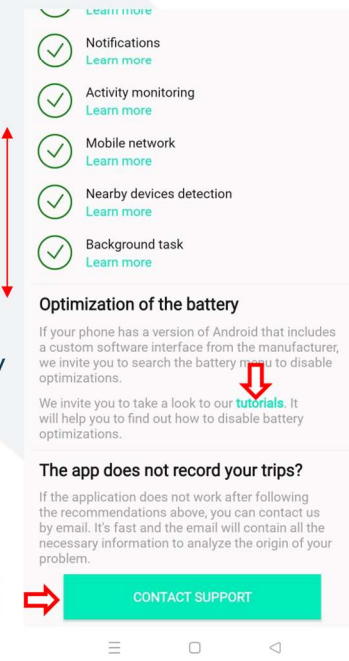 Learn more
Notifications
Learn more
Activity monitoring
Learn more
Mobile network
Learn more
Nearby devices detection
Learn more
Background task
Learn more
Optimization of the battery
If your phone has a version of Android that includes
a custom software interface from the manufacturer,
we invite you to search the battery menu to disable
optimizations.
We invite you to take a look to our tutorials. It
will help you to find out how to disable battery
optimizations.
The app does not record your trips?
If the application does not work after following
the recommendations above, you can contact us
by email. It's fast and the email will contain all the
necessary information to analyze the origin of your
problem.
CONTACT SUPPORT